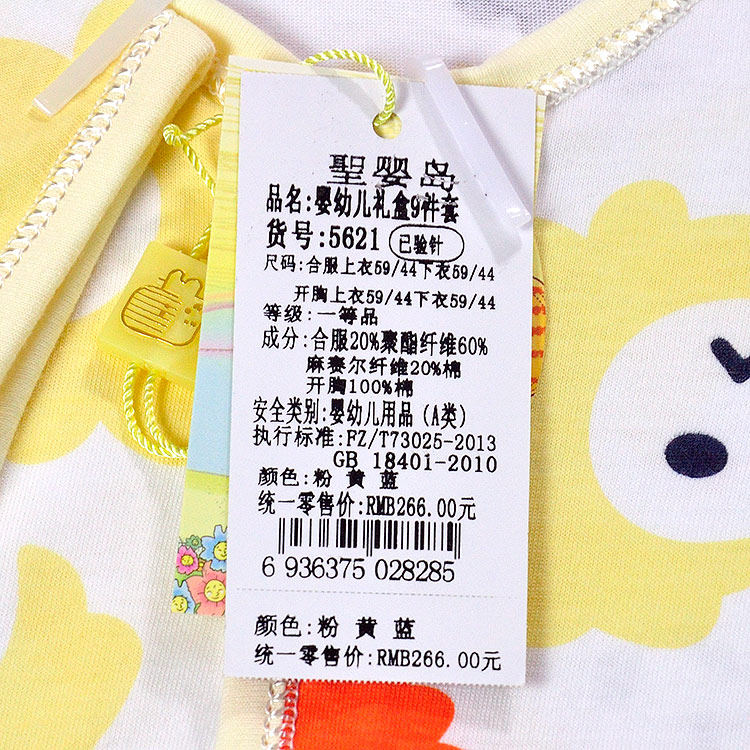 聖婴岛
品名:婴幼儿礼盒9件套
货号:5621 已验针
尺码:合服上衣59/44下衣59/44
开胸上衣59/44下衣59/44
等级:一等品
成分:合服20%聚酯纤维60%
麻赛尔纤维20%棉
开胸100%棉
安全类别:婴幼儿用品(A类)
执行标准:FZ/T73025-2013
GB 18401-2010
颜色:粉 黄 蓝
统一零售价:RMB266.00元
6 936375 028285
颜色:粉 黄 蓝
统一零售价:RMB266.00元